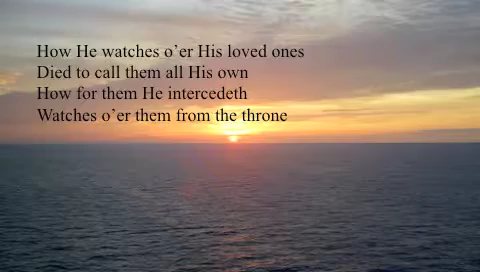 How He watches o’er His loved ones
Died to call them all His own
How for them He intercedeth
Watches o’er them from the throne